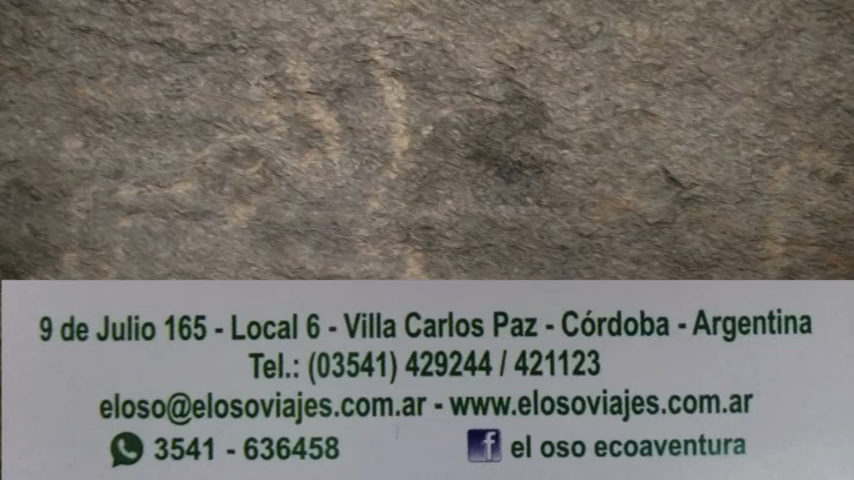 9 de Julio 165 - Local 6 - Villa Carlos Paz - Córdoba - Argentina
Tel.: (03541) 429244 / 421123
eloso@elosoviajes.com.ar - www.elosoviajes.com.ar
3541 - 636458 f el oso ecoaventura